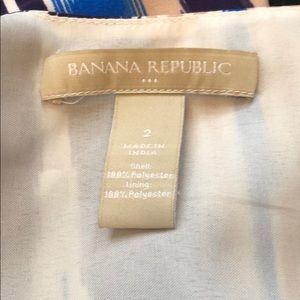 BANANA REPUBLIC
2
MADE IN
INDIA
Shell:
100% Polyester
Lining:
100% Polyester